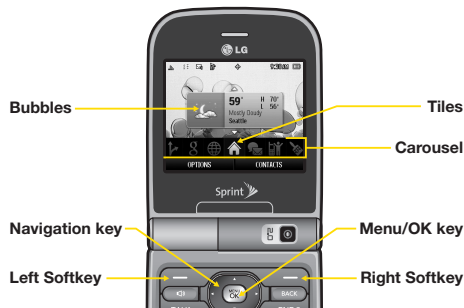 LG
59° H 70°
L 56°
Mostly Cloudy
Seattle
OPTIONS CONTACTS
Sprint
MENU
OK
BACK
Bubbles
Tiles
Carousel
Navigation key
Menu/OK key
Left Softkey
Right Softkey